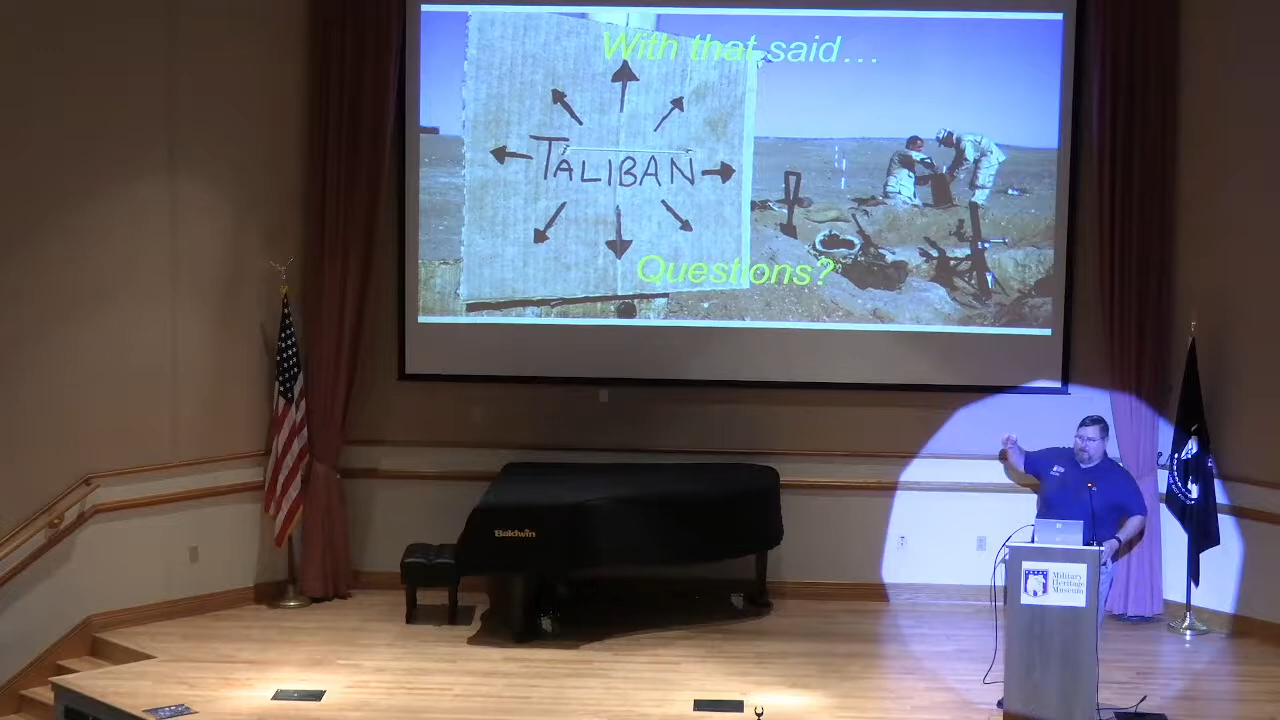 With that said…
TALIBAN
Questions?
Baldwin
Military
Heritage
Museum